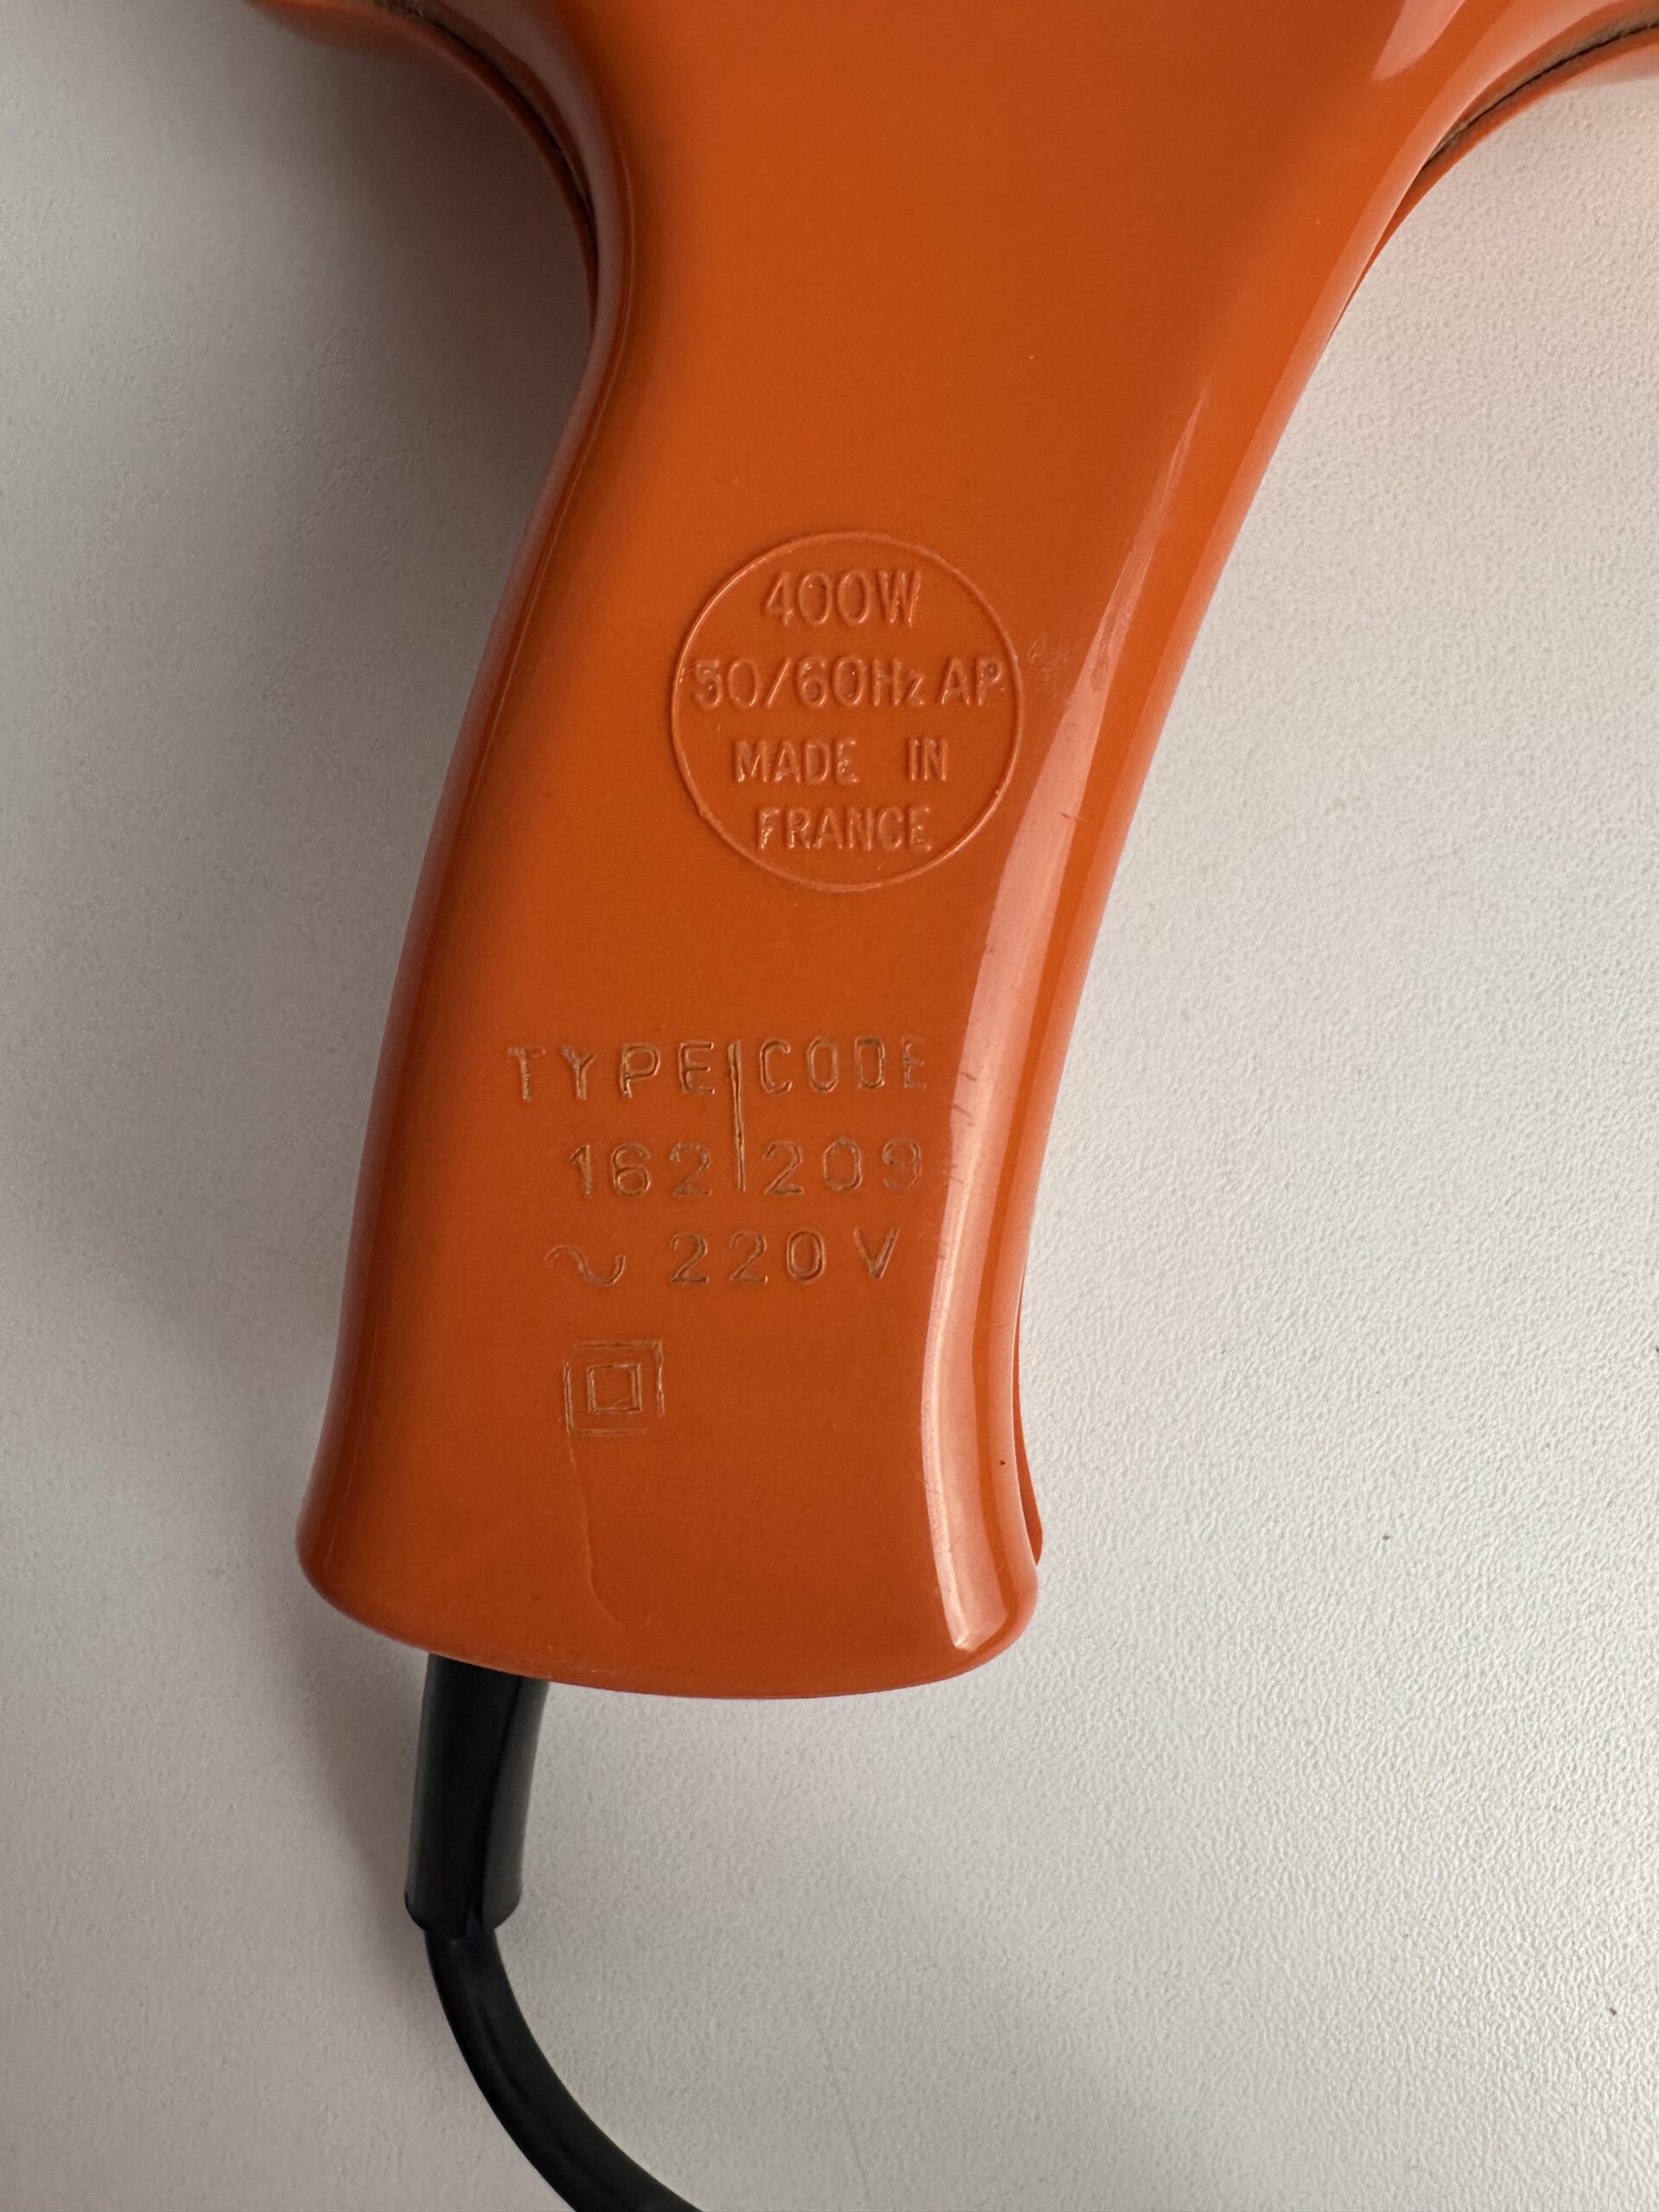 400W
50/60Hz AP
MADE IN
FRANCE
TYPE|CODE
162|209
~ 220V